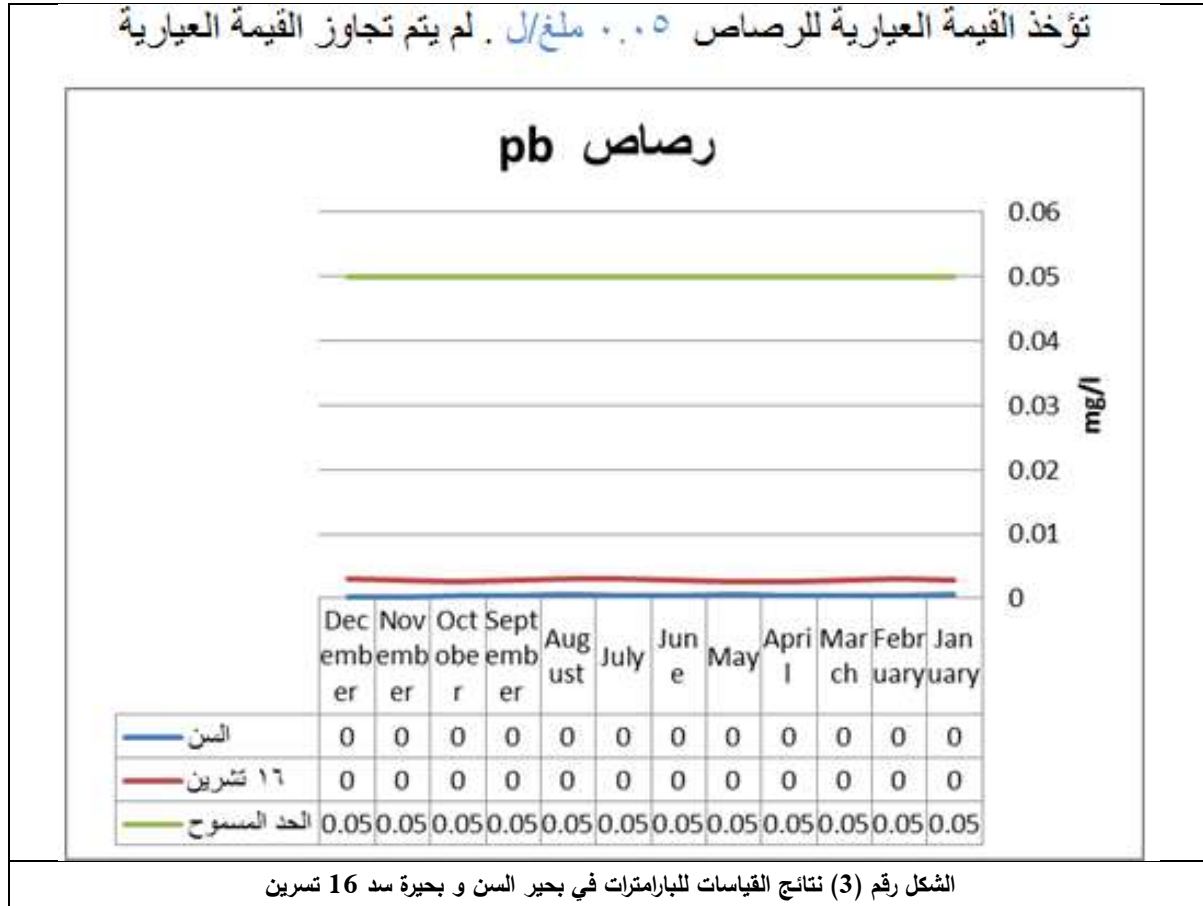 تؤخذ القيمة العيارية للرصاص ٠.٠٥ ملغ/ل . لم يتم تجاوز القيمة العيارية
رصاص pb
0.06
0.05
0.04
0.03
0.02
0.01
0
mg/l
December November October September August July June May April March February January
السن 0 0 0 0 0 0 0 0 0 0 0 0
١٦ تشرين 0 0 0 0 0 0 0 0 0 0 0 0
الحد المسموح 0.05 0.05 0.05 0.05 0.05 0.05 0.05 0.05 0.05 0.05 0.05 0.05
الشكل رقم (3) نتائج القياسات للبارامترات في بحير السن و بحيرة سد 16 تسرين